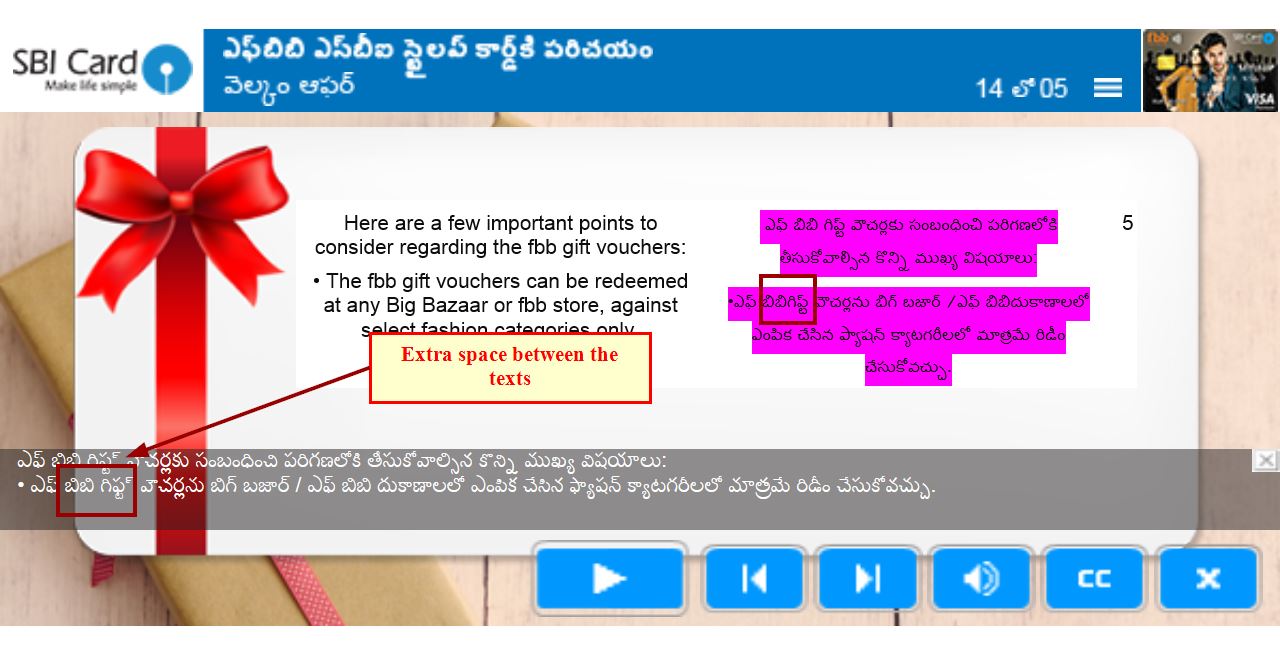 SBI Card
Make life simple
ఎఫ్‌బిబి ఎస్‌బీఐ స్టైలప్ కార్డ్‌కి పరిచయం
వెల్కం ఆఫర్
14 లో 05
fbb
SBI Card
VISA
Here are a few important points to
consider regarding the fbb gift vouchers:
• The fbb gift vouchers can be redeemed
at any Big Bazaar or fbb store, against
select fashion categories only.
ఎఫ్ బిబి గిఫ్ట్ వౌచర్లకు సంబంధించి పరిగణలోకి
తీసుకోవాల్సిన కొన్ని ముఖ్య విషయాలు:
•ఎఫ్ బిబిగిఫ్ట్ వౌచర్లను బిగ్ బజార్ /ఎఫ్ బిబిదుకాణాలలో
ఎంపిక చేసిన ఫ్యాషన్ క్యాటగరీలలో మాత్రమే రిడీం
చేసుకోవచ్చు.
5
Extra space between the
texts
ఎఫ్ బిబి గిఫ్ట్ వౌచర్లకు సంబంధించి పరిగణలోకి తీసుకోవాల్సిన కొన్ని ముఖ్య విషయాలు:
• ఎఫ్ బిబి గిఫ్ట్ వౌచర్లను బిగ్ బజార్ / ఎఫ్ బిబి దుకాణాలలో ఎంపిక చేసిన ఫ్యాషన్ క్యాటగరీలలో మాత్రమే రిడీం చేసుకోవచ్చు.
CC